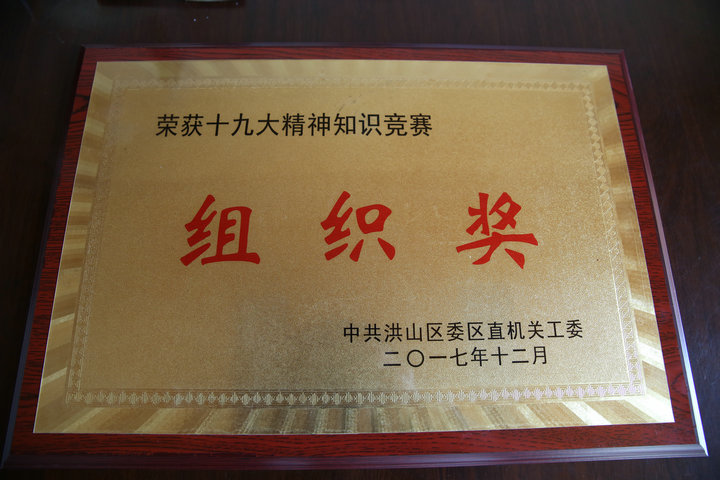 荣获十九大精神知识竞赛
组织奖
中共洪山区委区直机关工委
二〇一七年十二月